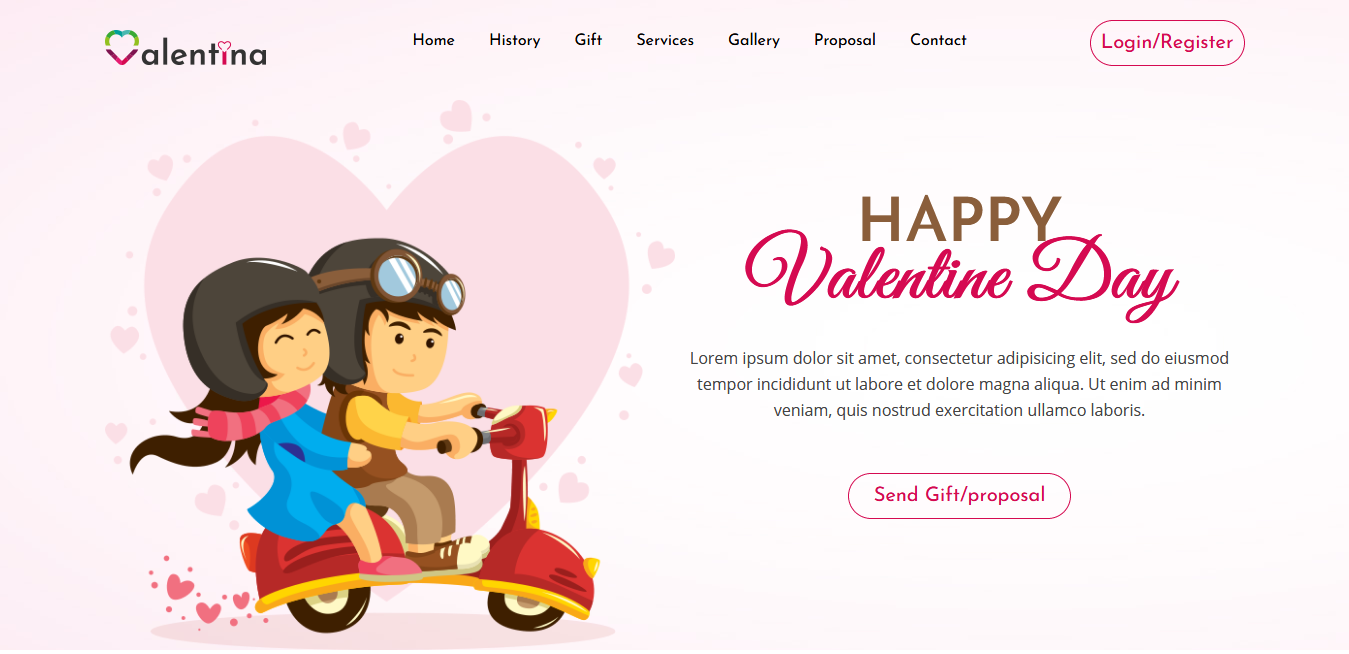 Valentina
Home History Gift Services Gallery Proposal Contact
Login/Register
HAPPY
Valentine Day
Lorem ipsum dolor sit amet, consectetur adipisicing elit, sed do eiusmod
tempor incididunt ut labore et dolore magna aliqua. Ut enim ad minim
veniam, quis nostrud exercitation ullamco laboris.
Send Gift/proposal